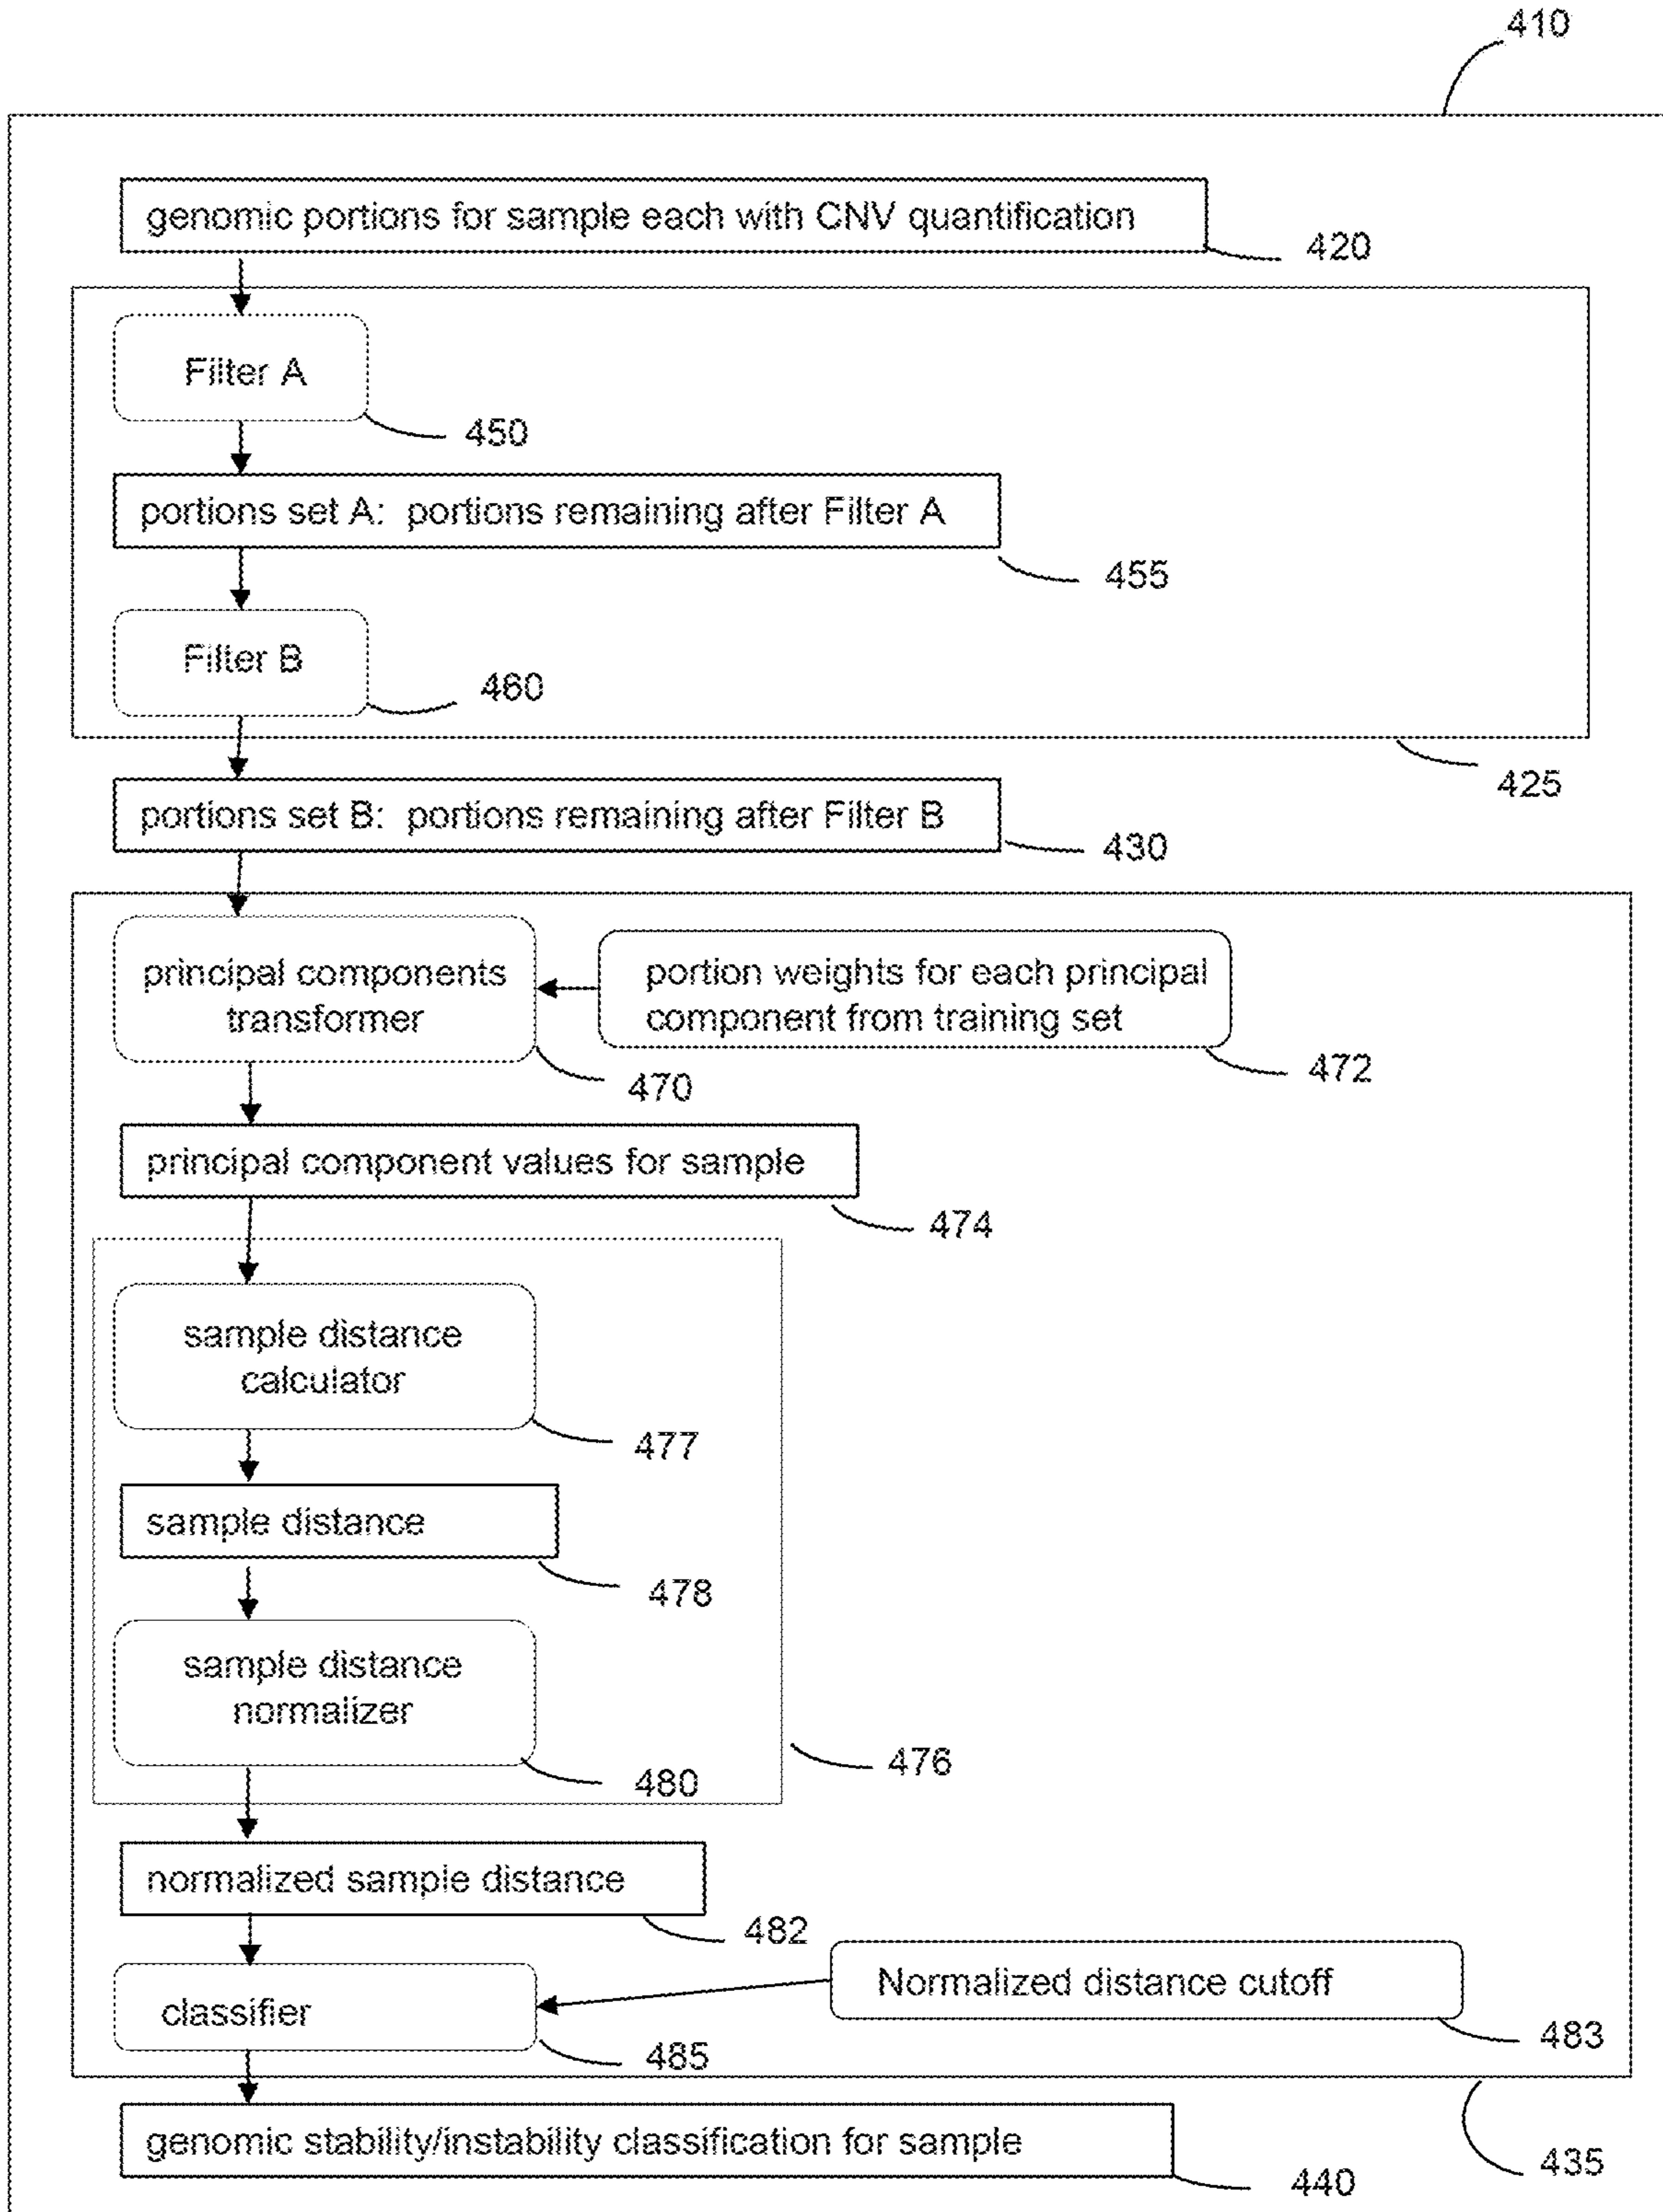 410
genomic portions for sample each with CNV quantification
420
Filter A
450
portions set A: portions remaining after Filter A
455
Filter B
460
425
portions set B: portions remaining after Filter B
430
principal components
transformer
470
portion weights for each principal
component from training set
472
principal component values for sample
474
sample distance
calculator
477
sample distance
478
sample distance
normalizer
480
476
normalized sample distance
482
Normalized distance cutoff
483
classifier
485
435
genomic stability/instability classification for sample
440